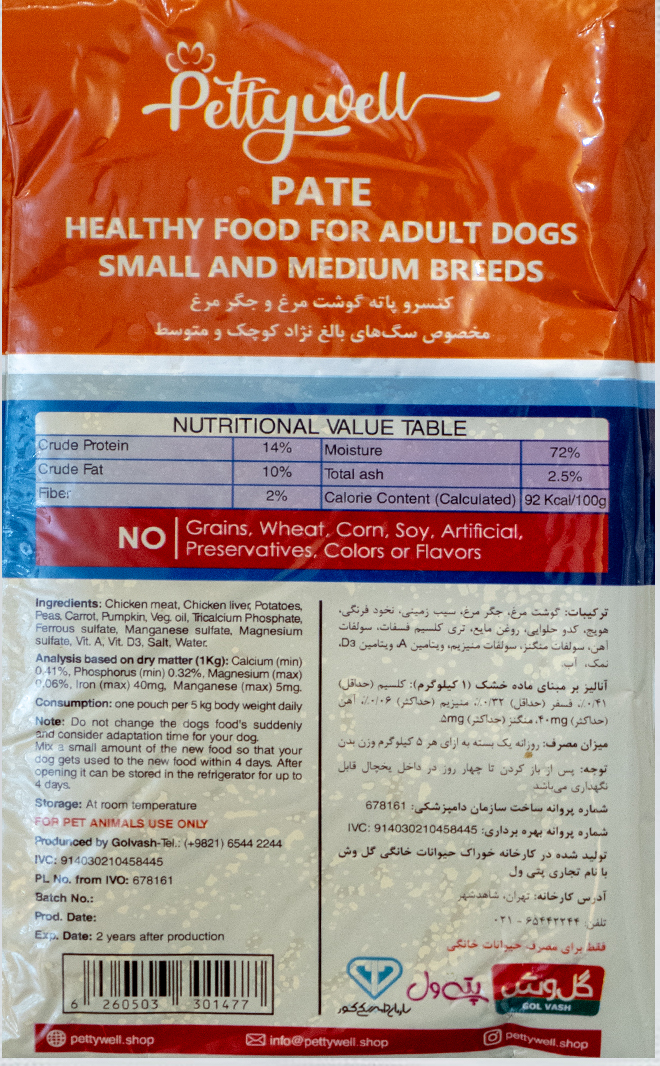 Pettywell
PATE
HEALTHY FOOD FOR ADULT DOGS
SMALL AND MEDIUM BREEDS
کنسرو پاته گوشت مرغ و جگر مرغ
مخصوص سگ‌های بالغ نژاد کوچک و متوسط
NUTRITIONAL VALUE TABLE
Crude Protein 14% Moisture 72%
Crude Fat 10% Total ash 2.5%
Fiber 2% Calorie Content (Calculated) 92 Kcal/100g
NO Grains, Wheat, Corn, Soy, Artificial,
Preservatives, Colors or Flavors
Ingredients: Chicken meat, Chicken liver, Potatoes,
Peas, Carrot, Pumpkin, Veg. oil, Tricalcium Phosphate,
Ferrous sulfate, Manganese sulfate, Magnesium
sulfate, Vit. A, Vit. D3, Salt, Water.
Analysis based on dry matter (1Kg): Calcium (min)
0.41%, Phosphorus (min) 0.32%, Magnesium (max)
0.06%, Iron (max) 40mg, Manganese (max) 5mg.
Consumption: one pouch per 5 kg body weight daily
Note: Do not change the dogs food's suddenly
and consider adaptation time for your dog.
Mix a small amount of the new food so that your
dog gets used to the new food within 4 days. After
opening it can be stored in the refrigerator for up to
4 days.
Storage: At room temperature
FOR PET ANIMALS USE ONLY
Produnced by Golvash-Tel.: (+9821) 6544 2244
IVC: 914030210458445
PL No. from IVO: 678161
Batch No.:
Prod. Date:
Exp. Date: 2 years after production
6 260503 301477
ترکیبات: گوشت مرغ، جگر مرغ، سیب زمینی، نخود فرنگی،
هویج، کدو حلوایی، روغن مایع، تری کلسیم فسفات، سولفات
آهن، سولفات منگنز، سولفات منیزیم، ویتامین A، ویتامین D3،
نمک، آب.
آنالیز بر مبنای ماده خشک (۱ کیلوگرم): کلسیم (حداقل)
۰/۴۱٪، فسفر (حداقل) ۰/۳۲٪، منیزیم (حداکثر) ۰/۰۶٪، آهن
(حداکثر) ۴۰mg، منگنز (حداکثر) ۵mg
میزان مصرف: روزانه یک بسته به ازای هر ۵ کیلوگرم وزن بدن
توجه: پس از باز کردن تا چهار روز در داخل یخچال قابل
نگهداری می‌باشد
شماره پروانه ساخت سازمان دامپزشکی: 678161
شماره پروانه بهره برداری: IVC: 914030210458445
تولید شده در کارخانه خوراک حیوانات خانگی گل وش
با نام تجاری پتی ول
آدرس کارخانه: تهران، شاهدشهر
تلفن: ۶۵۴۴۲۲۴۴ - ۰۲۱
فقط برای مصرف حیوانات خانگی
سازمان دامپزشکی کشور
پتی ول
گل وش
GOL VASH
pettywell.shop info@pettywell.shop pettywell.shop